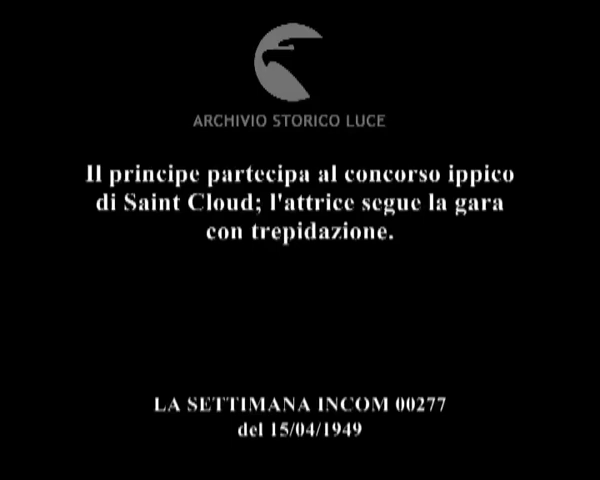 ARCHIVIO STORICO LUCE
Il principe partecipa al concorso ippico
di Saint Cloud; l'attrice segue la gara
con trepidazione.
LA SETTIMANA INCOM 00277
del 15/04/1949